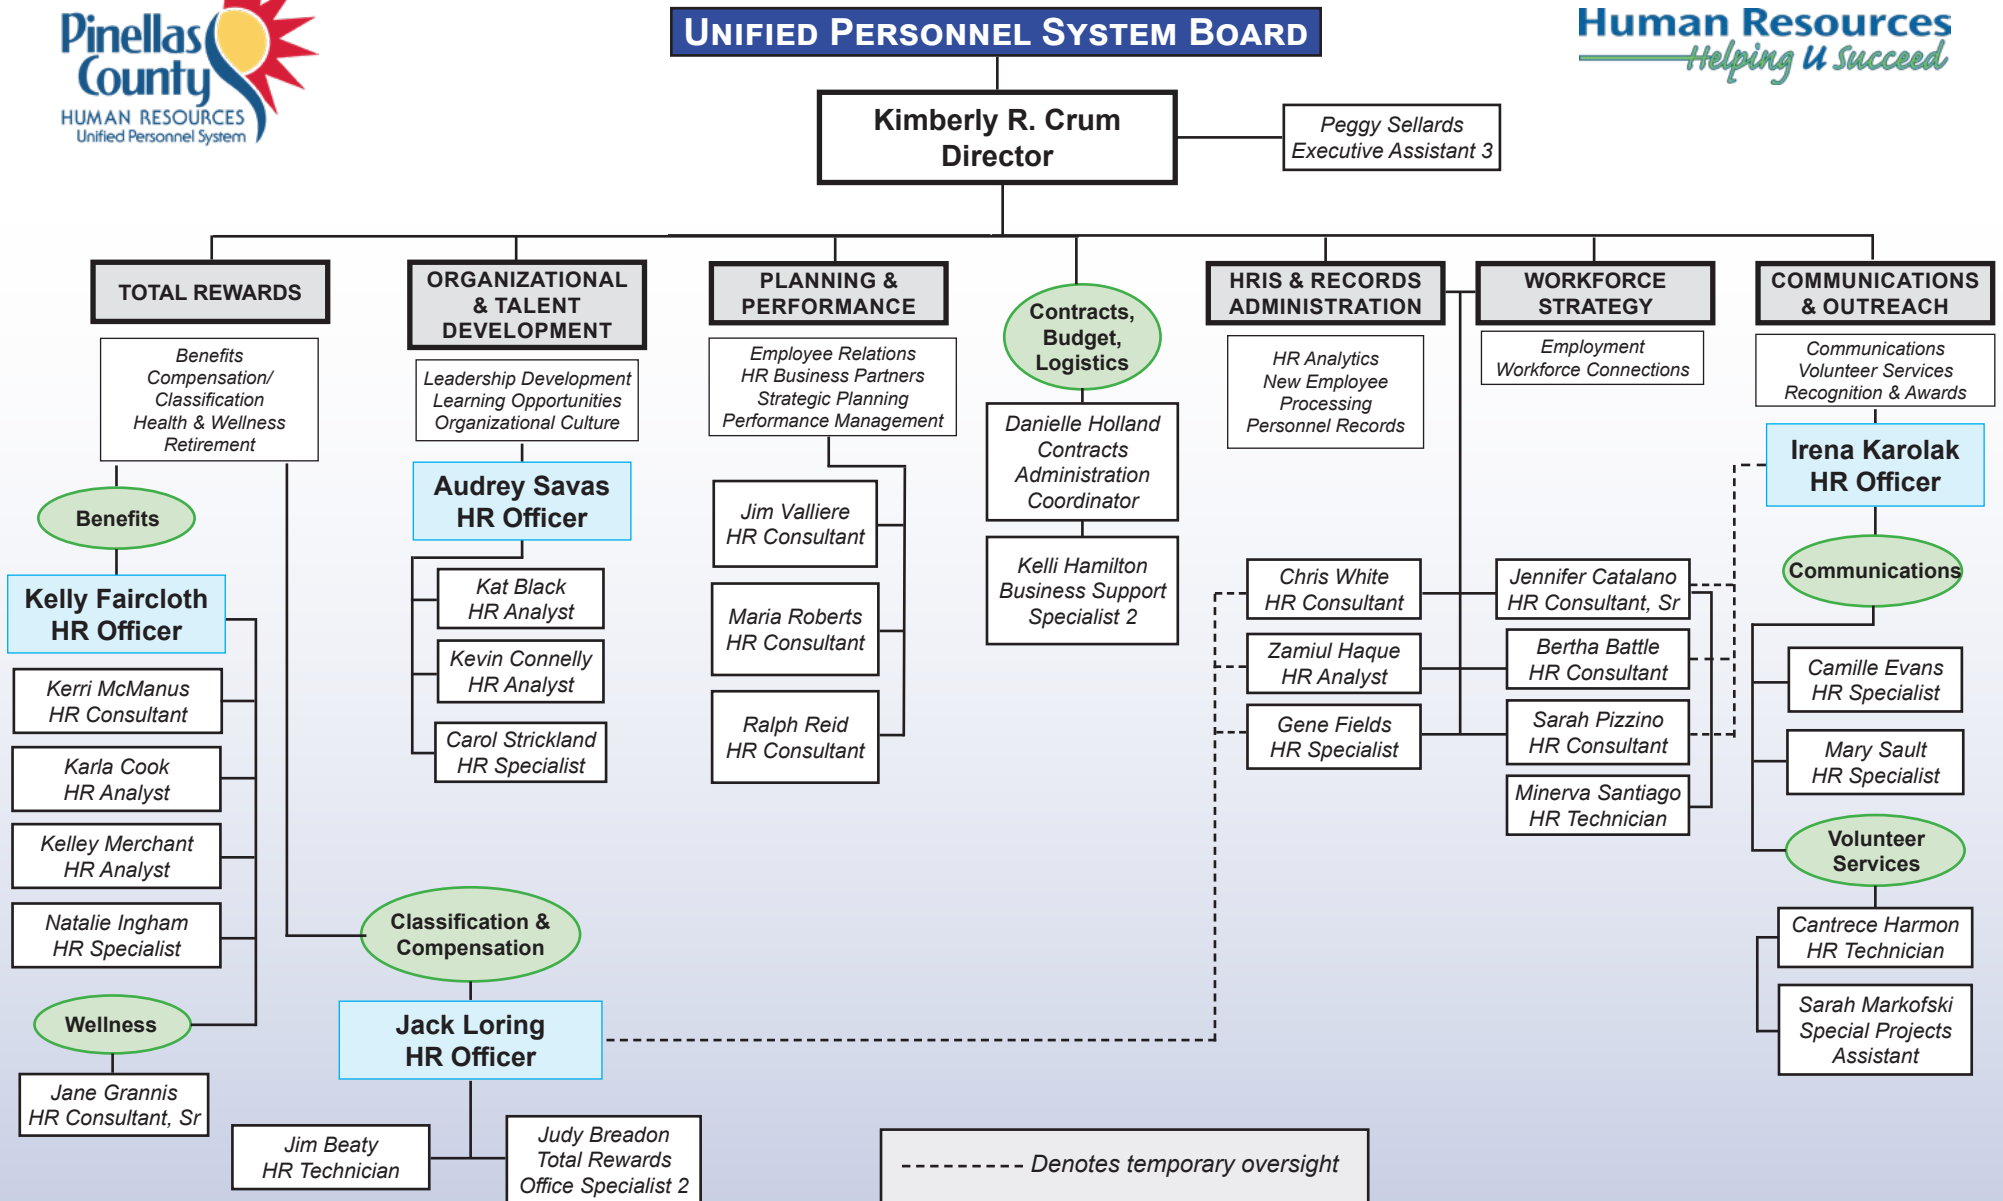 Pinellas
County
HUMAN RESOURCES
Unified Personnel System
UNIFIED PERSONNEL SYSTEM BOARD
Human Resources
Helping U Succeed
Kimberly R. Crum
Director
Peggy Sellards
Executive Assistant 3
TOTAL REWARDS
Benefits
Compensation/
Classification
Health & Wellness
Retirement
Benefits
Kelly Faircloth
HR Officer
Kerri McManus
HR Consultant
Karla Cook
HR Analyst
Kelley Merchant
HR Analyst
Natalie Ingham
HR Specialist
Wellness
Jane Grannis
HR Consultant, Sr
Classification &
Compensation
Jack Loring
HR Officer
Jim Beaty
HR Technician
Judy Breadon
Total Rewards
Office Specialist 2
ORGANIZATIONAL
& TALENT
DEVELOPMENT
Leadership Development
Learning Opportunities
Organizational Culture
Audrey Savas
HR Officer
Kat Black
HR Analyst
Kevin Connelly
HR Analyst
Carol Strickland
HR Specialist
PLANNING &
PERFORMANCE
Employee Relations
HR Business Partners
Strategic Planning
Performance Management
Jim Valliere
HR Consultant
Maria Roberts
HR Consultant
Ralph Reid
HR Consultant
Contracts,
Budget,
Logistics
Danielle Holland
Contracts
Administration
Coordinator
Kelli Hamilton
Business Support
Specialist 2
HRIS & RECORDS
ADMINISTRATION
HR Analytics
New Employee
Processing
Personnel Records
Chris White
HR Consultant
Zamiul Haque
HR Analyst
Gene Fields
HR Specialist
WORKFORCE
STRATEGY
Employment
Workforce Connections
Jennifer Catalano
HR Consultant, Sr
Bertha Battle
HR Consultant
Sarah Pizzino
HR Consultant
Minerva Santiago
HR Technician
COMMUNICATIONS
& OUTREACH
Communications
Volunteer Services
Recognition & Awards
Irena Karolak
HR Officer
Communications
Camille Evans
HR Specialist
Mary Sault
HR Specialist
Volunteer
Services
Cantrece Harmon
HR Technician
Sarah Markofski
Special Projects
Assistant
Denotes temporary oversight